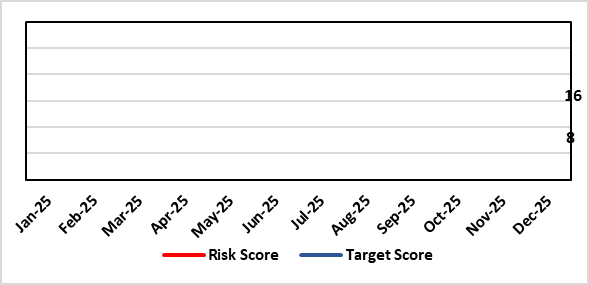 16
8
Jan-25 Feb-25 Mar-25 Apr-25 May-25 Jun-25 Jul-25 Aug-25 Sep-25 Oct-25 Nov-25 Dec-25
Risk Score Target Score